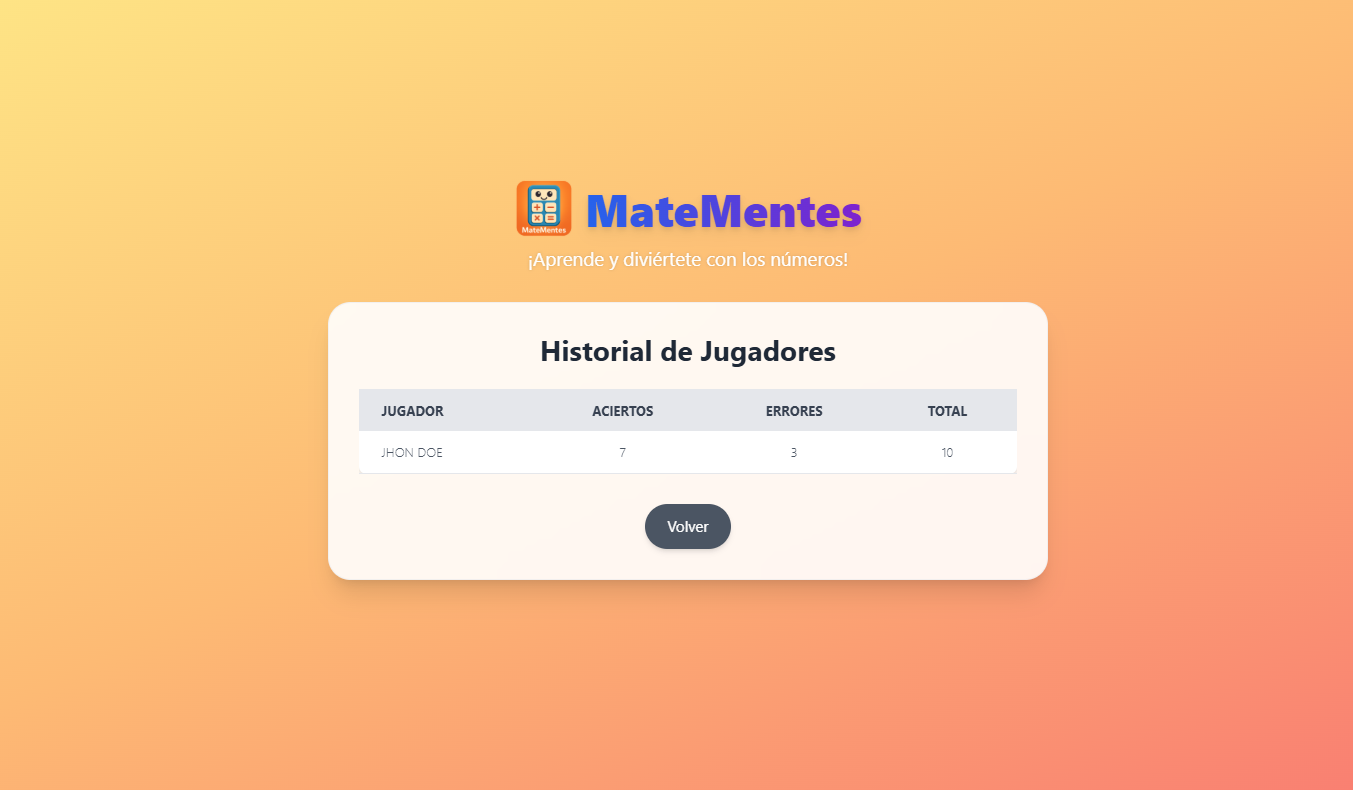 MateMentes
MateMentes
¡Aprende y diviértete con los números!
Historial de Jugadores
JUGADOR ACIERTOS ERRORES TOTAL
JHON DOE 7 3 10
Volver